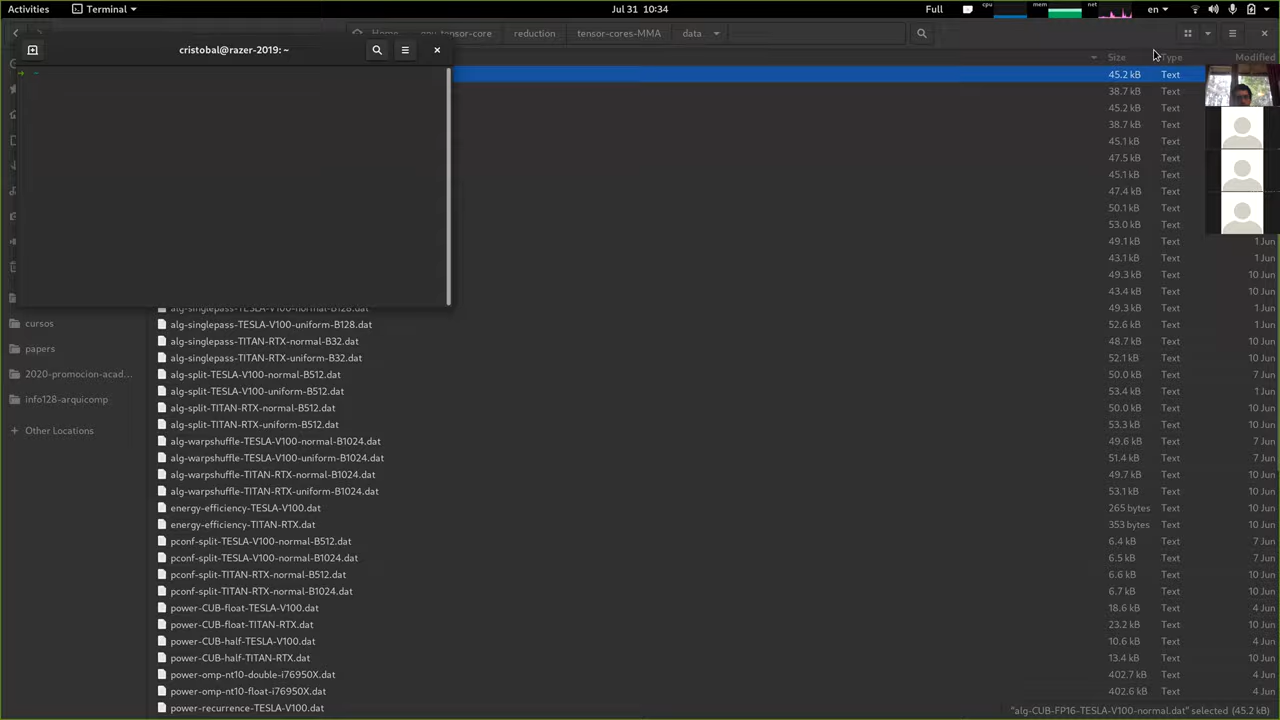 Activities Terminal Jul 31 10:34 Full cpu mem net en
Home gpu-tensor-core reduction tensor-cores-MMA data
cristobal@razer-2019: ~
Size Type Modified
45.2 kB Text
38.7 kB Text
45.2 kB Text
38.7 kB Text
45.1 kB Text
47.5 kB Text
45.1 kB Text
47.4 kB Text
50.1 kB Text
53.0 kB Text
49.1 kB Text 1 Jun
43.1 kB Text 1 Jun
49.3 kB Text 10 Jun
43.4 kB Text 10 Jun
alg-singlepass-TESLA-V100-normal-B128.dat 49.3 kB Text 1 Jun
cursos
alg-singlepass-TESLA-V100-uniform-B128.dat 52.6 kB Text 1 Jun
alg-singlepass-TITAN-RTX-normal-B32.dat 48.7 kB Text 10 Jun
papers
alg-singlepass-TITAN-RTX-uniform-B32.dat 52.1 kB Text 10 Jun
2020-promocion-acad...
alg-split-TESLA-V100-normal-B512.dat 50.0 kB Text 7 Jun
alg-split-TESLA-V100-uniform-B512.dat 53.4 kB Text 1 Jun
info128-arquicomp
alg-split-TITAN-RTX-normal-B512.dat 50.0 kB Text 10 Jun
alg-split-TITAN-RTX-uniform-B512.dat 53.3 kB Text 10 Jun
Other Locations
alg-warpshuffle-TESLA-V100-normal-B1024.dat 49.6 kB Text 7 Jun
alg-warpshuffle-TESLA-V100-uniform-B1024.dat 51.4 kB Text 7 Jun
alg-warpshuffle-TITAN-RTX-normal-B1024.dat 49.7 kB Text 10 Jun
alg-warpshuffle-TITAN-RTX-uniform-B1024.dat 53.1 kB Text 10 Jun
energy-efficiency-TESLA-V100.dat 265 bytes Text 10 Jun
energy-efficiency-TITAN-RTX.dat 353 bytes Text 10 Jun
pconf-split-TESLA-V100-normal-B512.dat 6.4 kB Text 7 Jun
pconf-split-TESLA-V100-normal-B1024.dat 6.5 kB Text 7 Jun
pconf-split-TITAN-RTX-normal-B512.dat 6.6 kB Text 10 Jun
pconf-split-TITAN-RTX-normal-B1024.dat 6.7 kB Text 10 Jun
power-CUB-float-TESLA-V100.dat 18.6 kB Text 4 Jun
power-CUB-float-TITAN-RTX.dat 23.2 kB Text 10 Jun
power-CUB-half-TESLA-V100.dat 10.6 kB Text 4 Jun
power-CUB-half-TITAN-RTX.dat 13.4 kB Text 10 Jun
power-omp-nt10-double-i76950X.dat 402.7 kB Text 4 Jun
power-omp-nt10-float-i76950X.dat 402.6 kB Text 4 Jun
power-recurrence-TESLA-V100.dat
"alg-CUB-FP16-TESLA-V100-normal.dat" selected (45.2 kB)